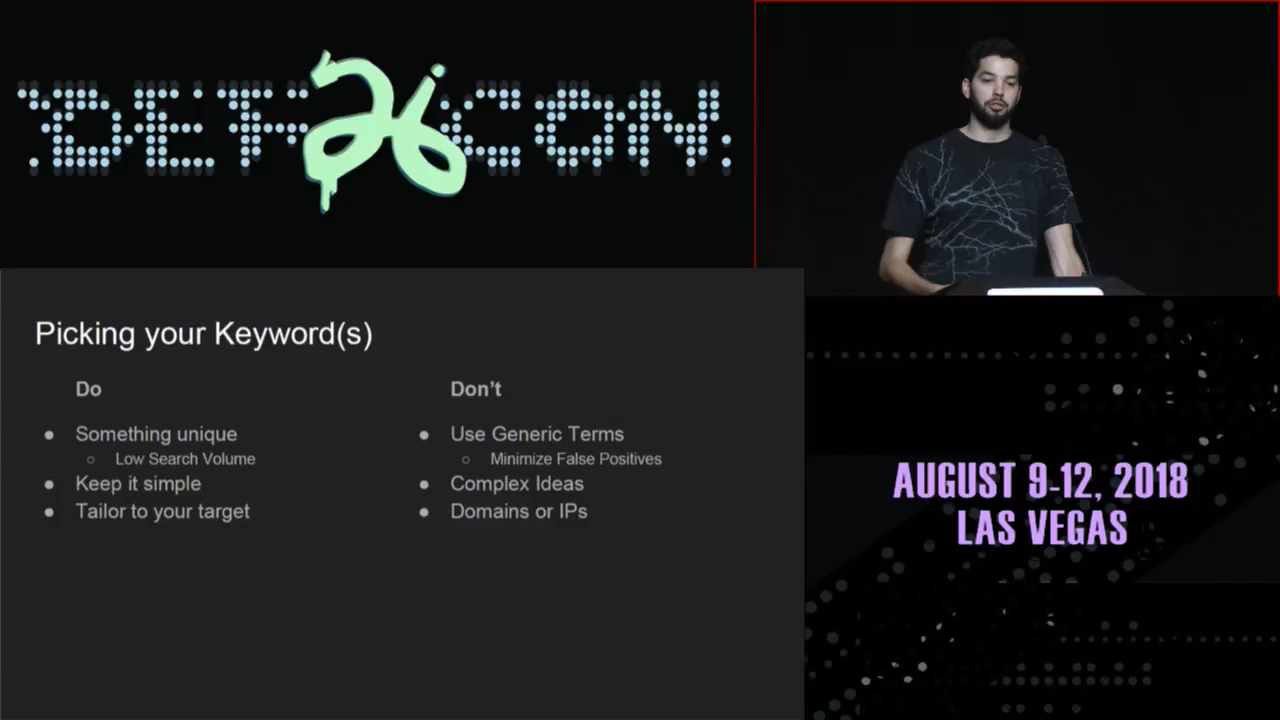 DEF CON
26
Picking your Keyword(s)
Do
Something unique
Low Search Volume
Keep it simple
Tailor to your target
Don't
Use Generic Terms
Minimize False Positives
Complex Ideas
Domains or IPs
AUGUST 9-12, 2018
LAS VEGAS